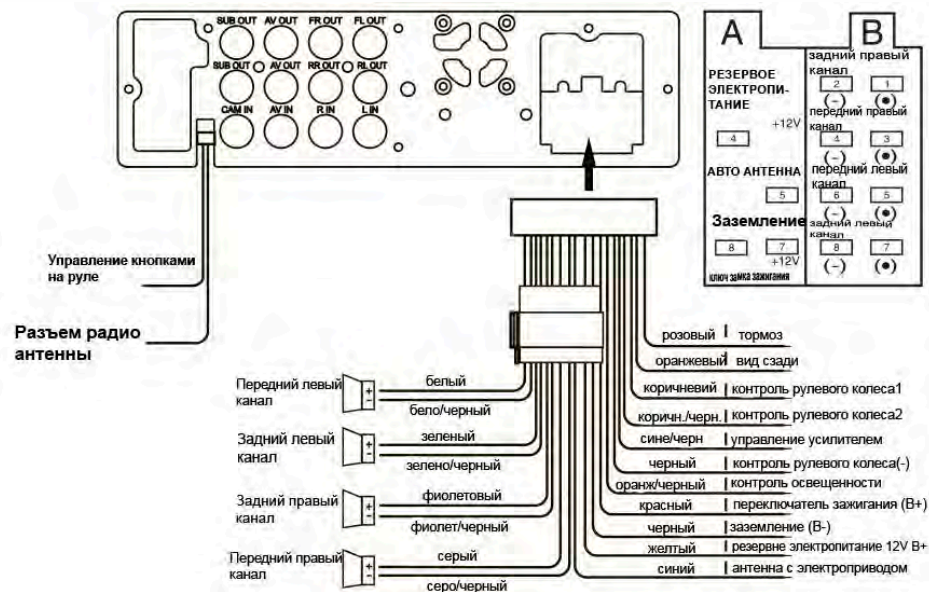 SUB OUT AV OUT FR OUT FL OUT
SUB OUT AV OUT RR OUT RL OUT
CAM IN AV IN R IN L IN
Управление кнопками
на руле
Разъем радио
антенны
A
B
РЕЗЕРВНОЕ
ЭЛЕКТРОПИ-
ТАНИЕ
+12V
4
АВТО АНТЕННА
5
Заземление
8 7
+12V
ключ замка зажигания
задний правый
канал
2 1
(-) (•)
передний правый
канал
4 3
(-) (•)
передний левый
канал
6 5
(-) (•)
задний левый
канал
8 7
(-) (•)
Передний левый
канал
+
-
белый
бело/черный
Задний левый
канал
+
-
зеленый
зелено/черный
Задний правый
канал
+
-
фиолетовый
фиолет/черный
Передний правый
канал
+
-
серый
серо/черный
розовый | тормоз
оранжевый вид сзади
коричневий | контроль рулевого колеса1
коричн./черн. | контроль рулевого колеса2
сине/черн | управление усилителем
черный | контроль рулевого колеса(-)
оранж/черный | контроль освещенности
красный | переключатель зажигания (B+)
черный | заземление (B-)
желтый | резервне электропитание 12V B+
синий | антенна с электроприводом